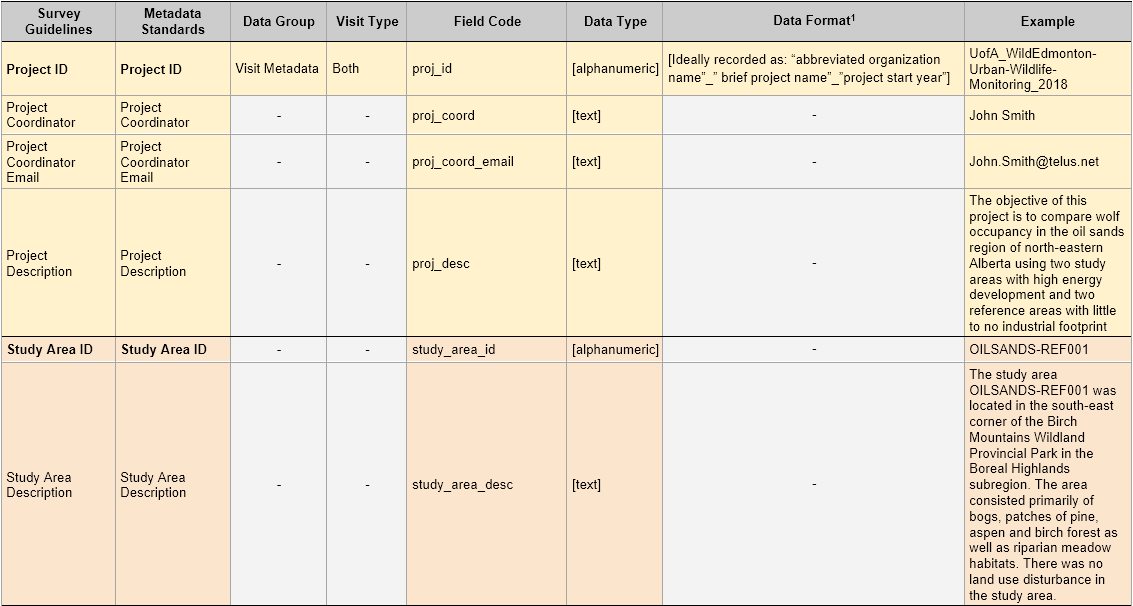 Survey Guidelines
Metadata Standards
Data Group
Visit Type
Field Code
Data Type
Data Format¹
Example
Project ID
Project ID
Visit Metadata
Both
proj_id
[alphanumeric]
[Ideally recorded as: “abbreviated organization
name”_” brief project name”_”project start year”]
UofA_WildEdmonton-
Urban-Wildlife-
Monitoring_2018
Project
Coordinator
Project
Coordinator
-
-
proj_coord
[text]
-
John Smith
Project
Coordinator
Email
Project
Coordinator
Email
-
-
proj_coord_email
[text]
-
John.Smith@telus.net
Project
Description
Project
Description
-
-
proj_desc
[text]
-
The objective of this
project is to compare wolf
occupancy in the oil sands
region of north-eastern
Alberta using two study
areas with high energy
development and two
reference areas with little
to no industrial footprint
Study Area ID
Study Area ID
-
-
study_area_id
[alphanumeric]
-
OILSANDS-REF001
Study Area
Description
Study Area
Description
-
-
study_area_desc
[text]
-
The study area
OILSANDS-REF001 was
located in the south-east
corner of the Birch
Mountains Wildland
Provincial Park in the
Boreal Highlands
subregion. The area
consisted primarily of
bogs, patches of pine,
aspen and birch forest as
well as riparian meadow
habitats. There was no
land use disturbance in
the study area.